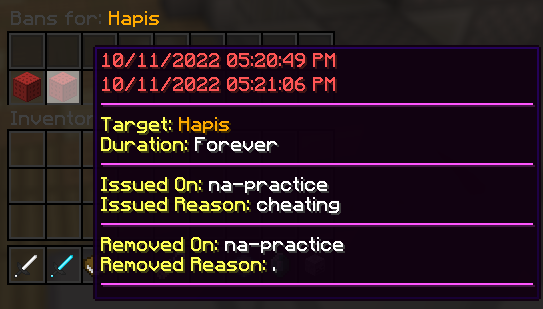 Bans for: Hapis
10/11/2022 05:20:49 PM
10/11/2022 05:21:06 PM
Target: Hapis
Duration: Forever
Inventor
Issued On: na-practice
Issued Reason: cheating
Removed On: na-practice
Removed Reason: .